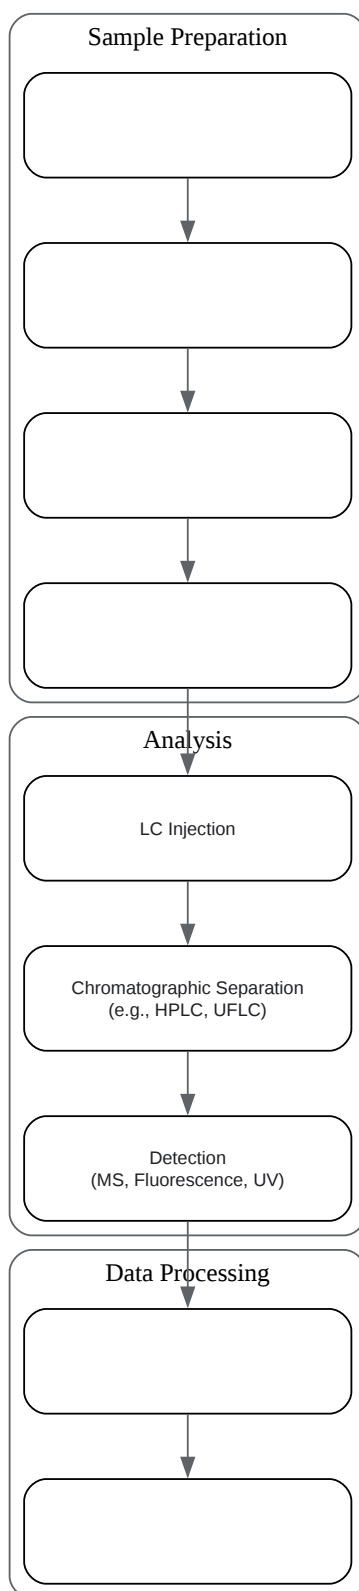 Sample Preparation
Analysis
LC Injection
Chromatographic Separation
(e.g., HPLC, UFLC)
Detection
(MS, Fluorescence, UV)
Data Processing